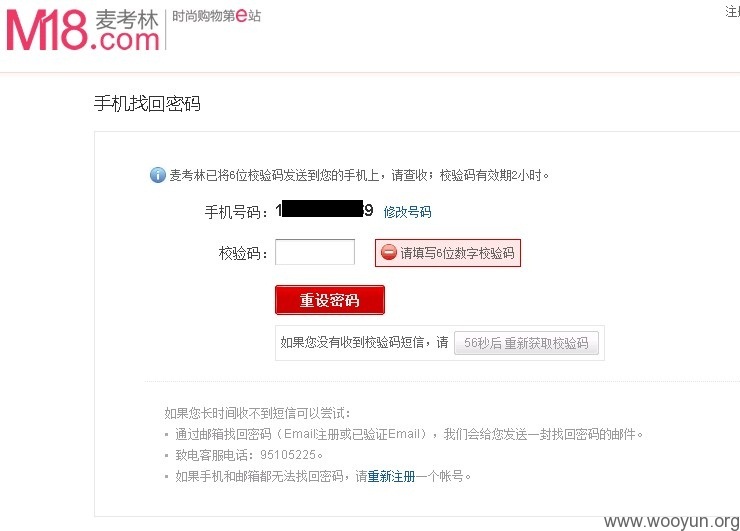 M18.com 麦考林 时尚购物第e站
手机找回密码
麦考林已将6位校验码发送到您的手机上，请查收；校验码有效期2小时。
手机号码：1 69 修改号码
校验码： 请填写6位数字校验码
重设密码
如果您没有收到校验码短信，请 56秒后 重新获取校验码
如果您长时间收不到短信可以尝试：
通过邮箱找回密码（Email注册或已验证Email），我们会给您发送一封找回密码的邮件。
致电客服电话：95105225。
如果手机和邮箱都无法找回密码，请重新注册一个帐号。
www.wooyun.org